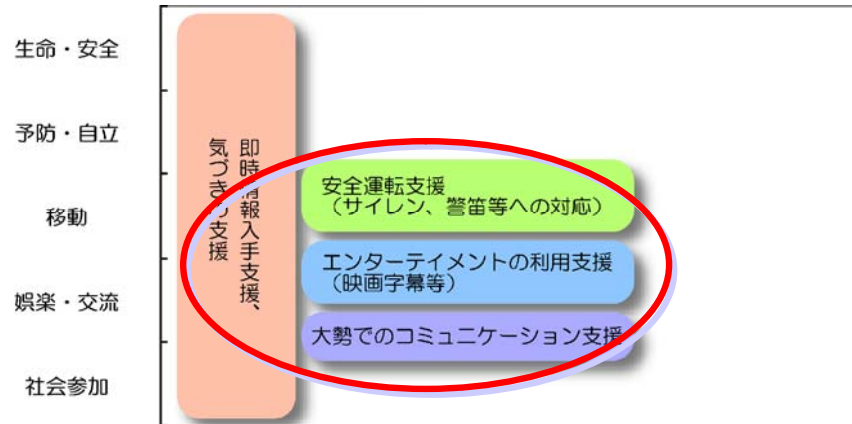 生命・安全
予防・自立
移動
娯楽・交流
社会参加
即時情報入手支援、
気づきの支援
安全運転支援
（サイレン、警笛等への対応）
エンターテイメントの利用支援
（映画字幕等）
大勢でのコミュニケーション支援